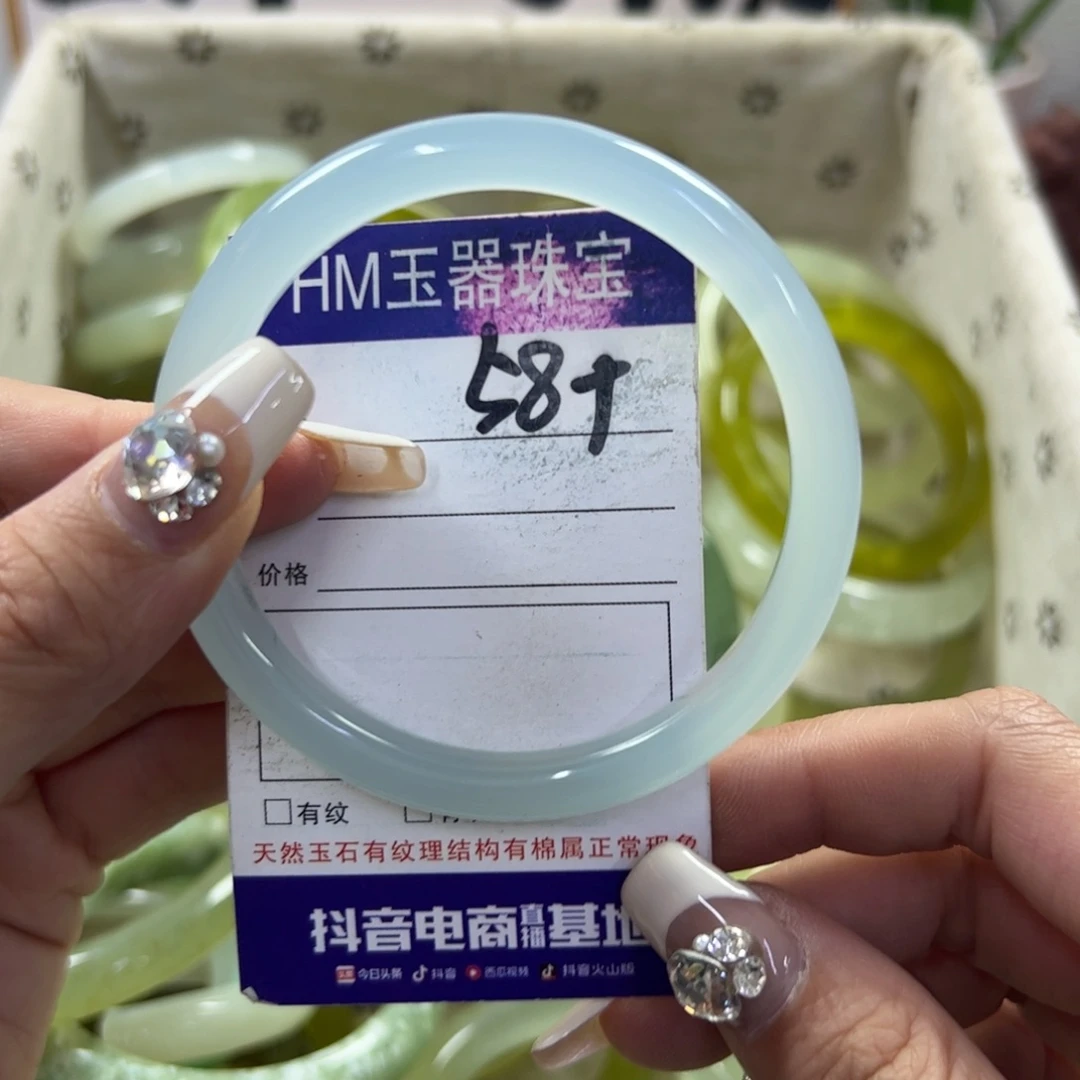 HM玉器珠宝
58+
价格
有纹
天然玉石有纹理结构有棉属正常现象
抖音电商直播基地
今日头条 抖音 西瓜视频 抖音火山版